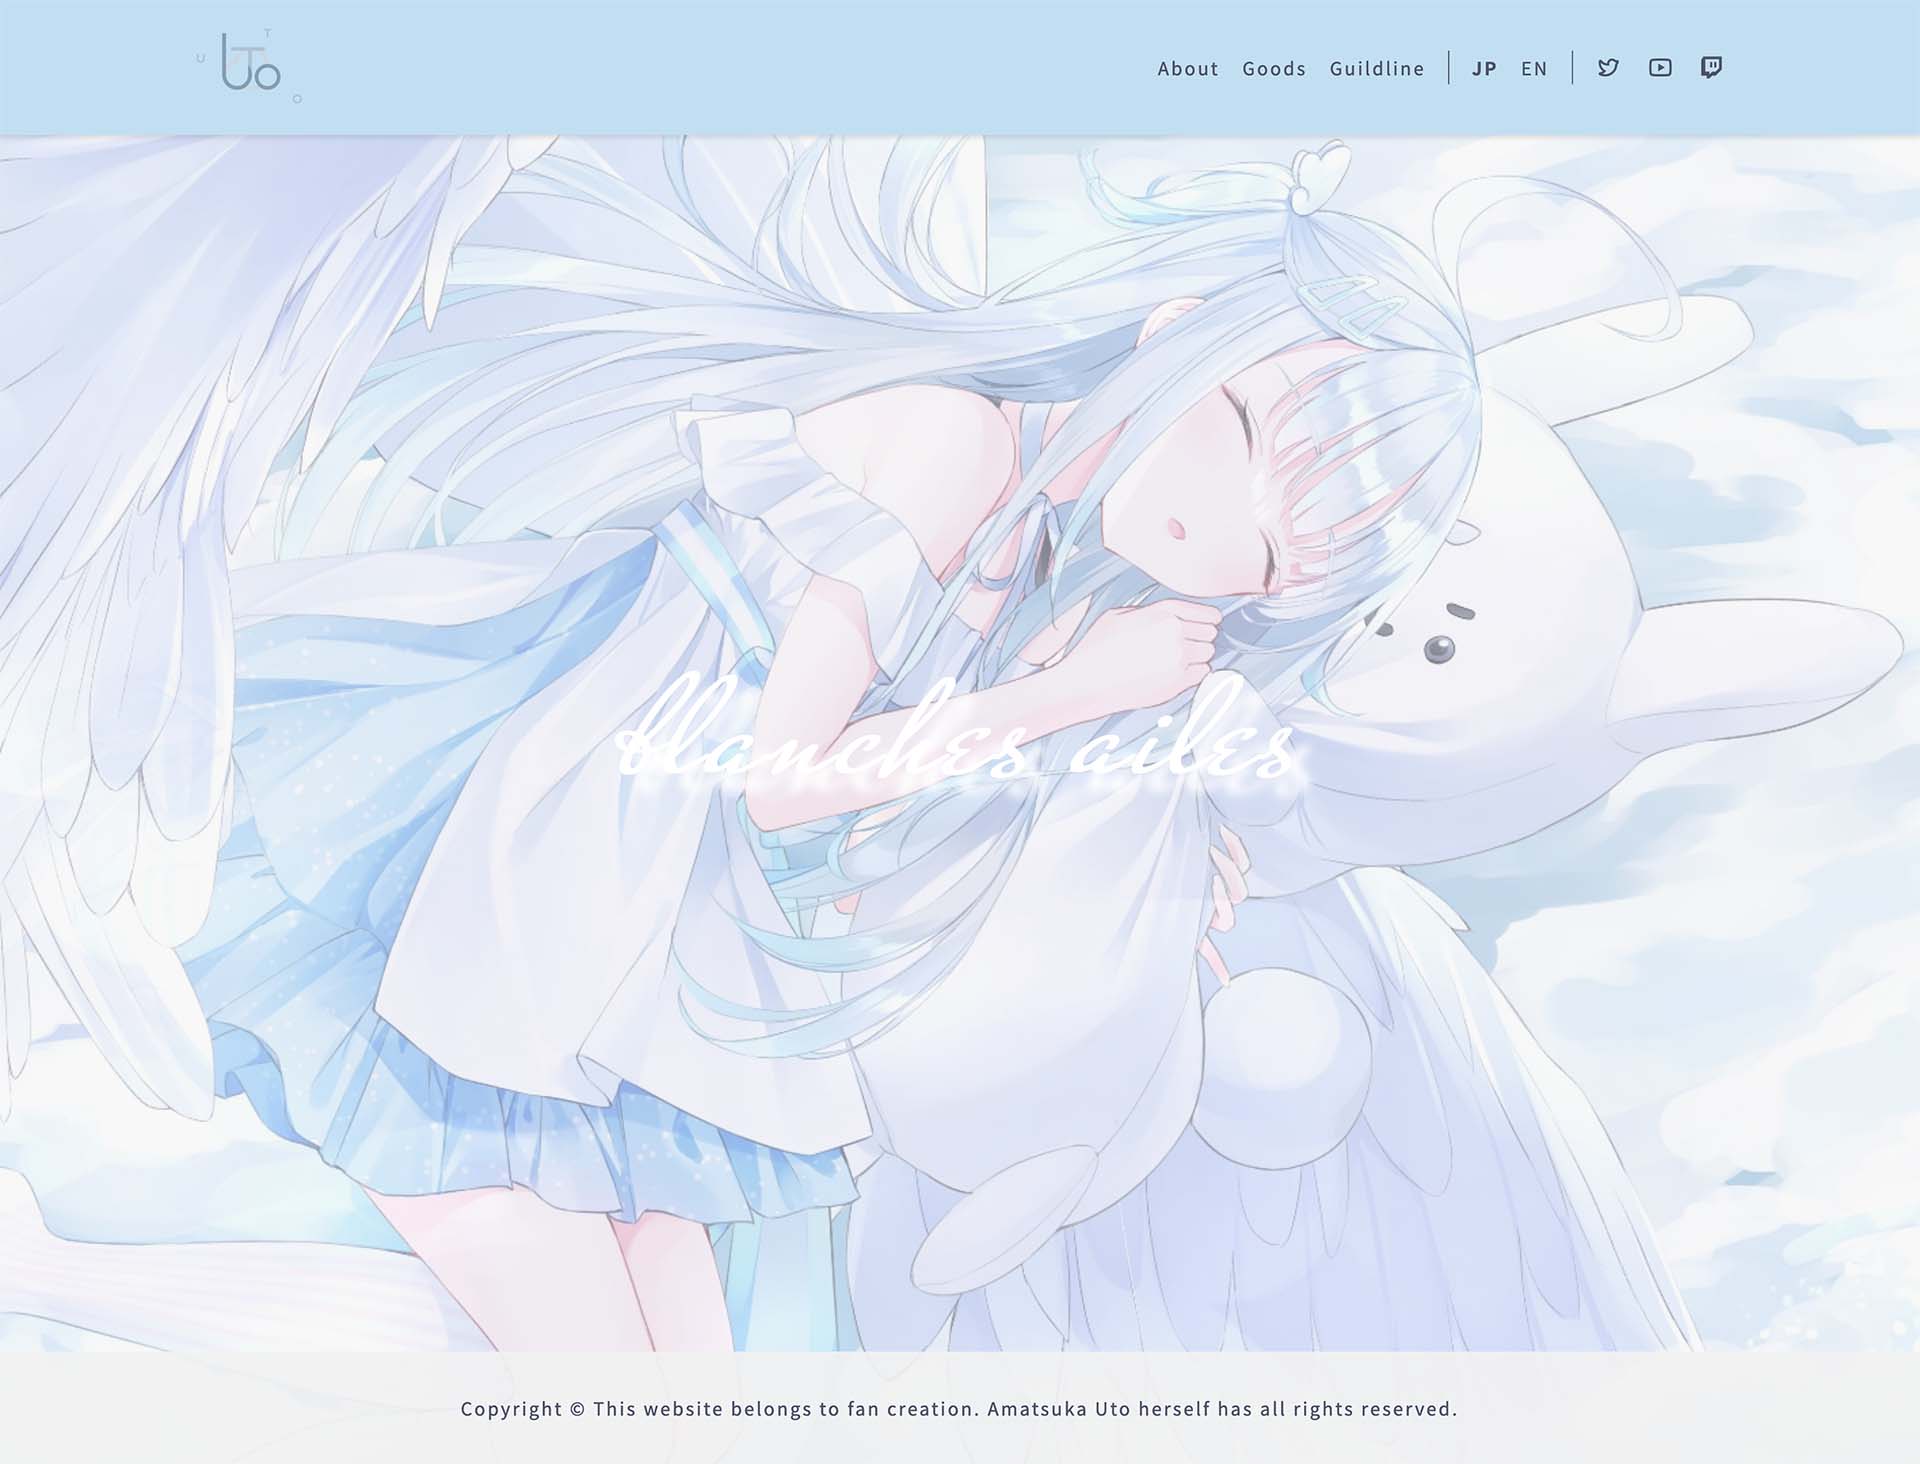 U T UTo O
About Goods Guildline JP EN
blanches ailes
Copyright © This website belongs to fan creation. Amatsuka Uto herself has all rights reserved.